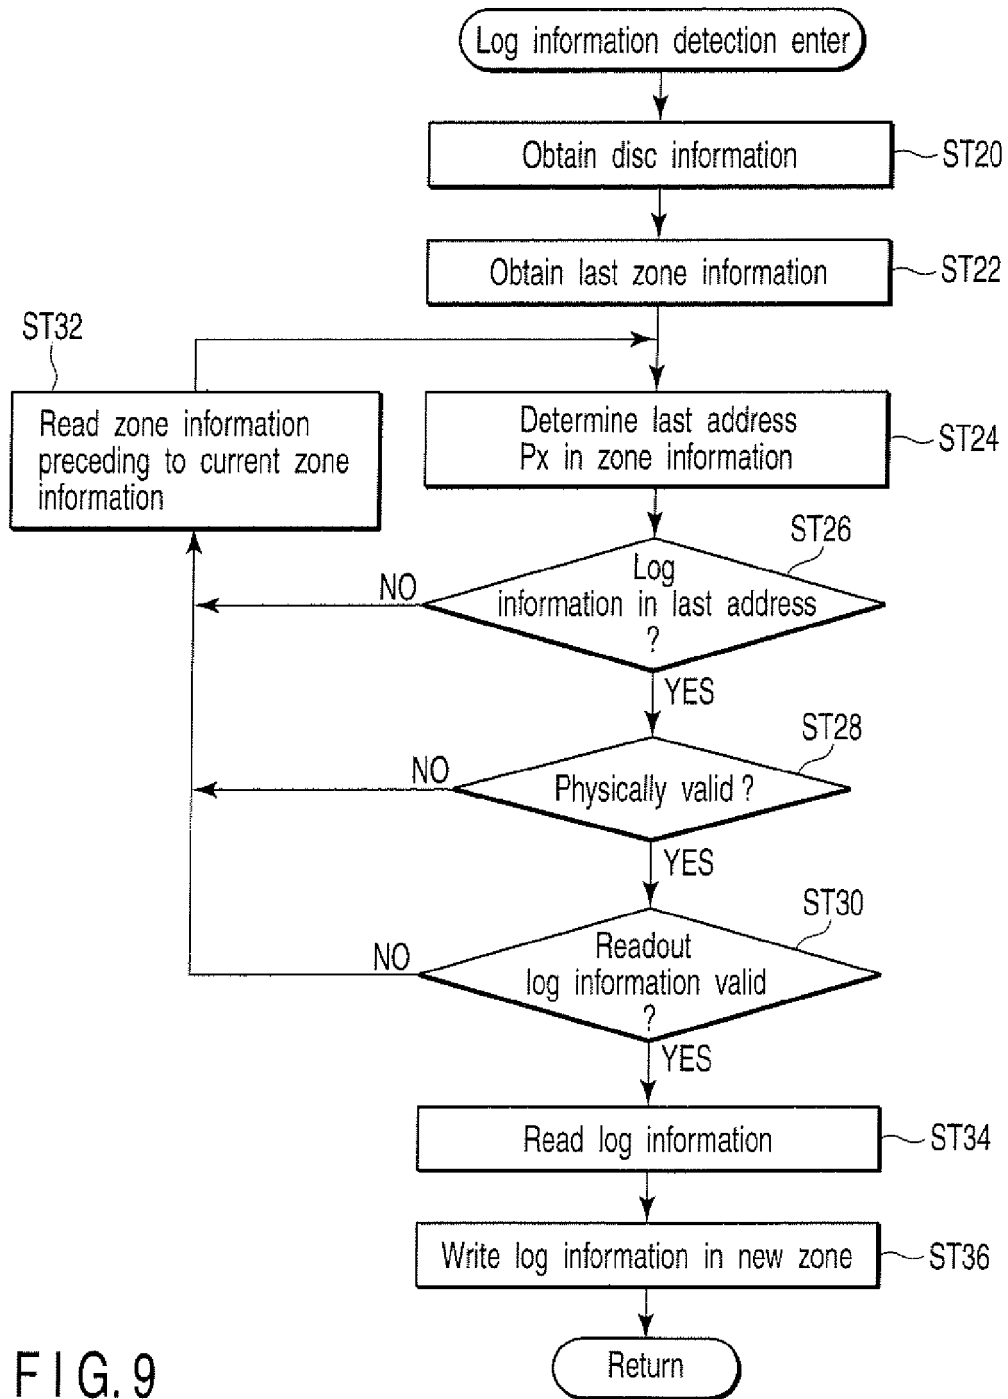 Log information detection enter
Obtain disc information
ST20
Obtain last zone information
ST22
ST32
Read zone information
preceding to current zone
information
Determine last address
Px in zone information
ST24
ST26
Log
information in last address
?
NO
YES
ST28
Physically valid ?
NO
YES
ST30
Readout
log information valid
?
NO
YES
Read log information
ST34
Write log information in new zone
ST36
Return
FIG. 9